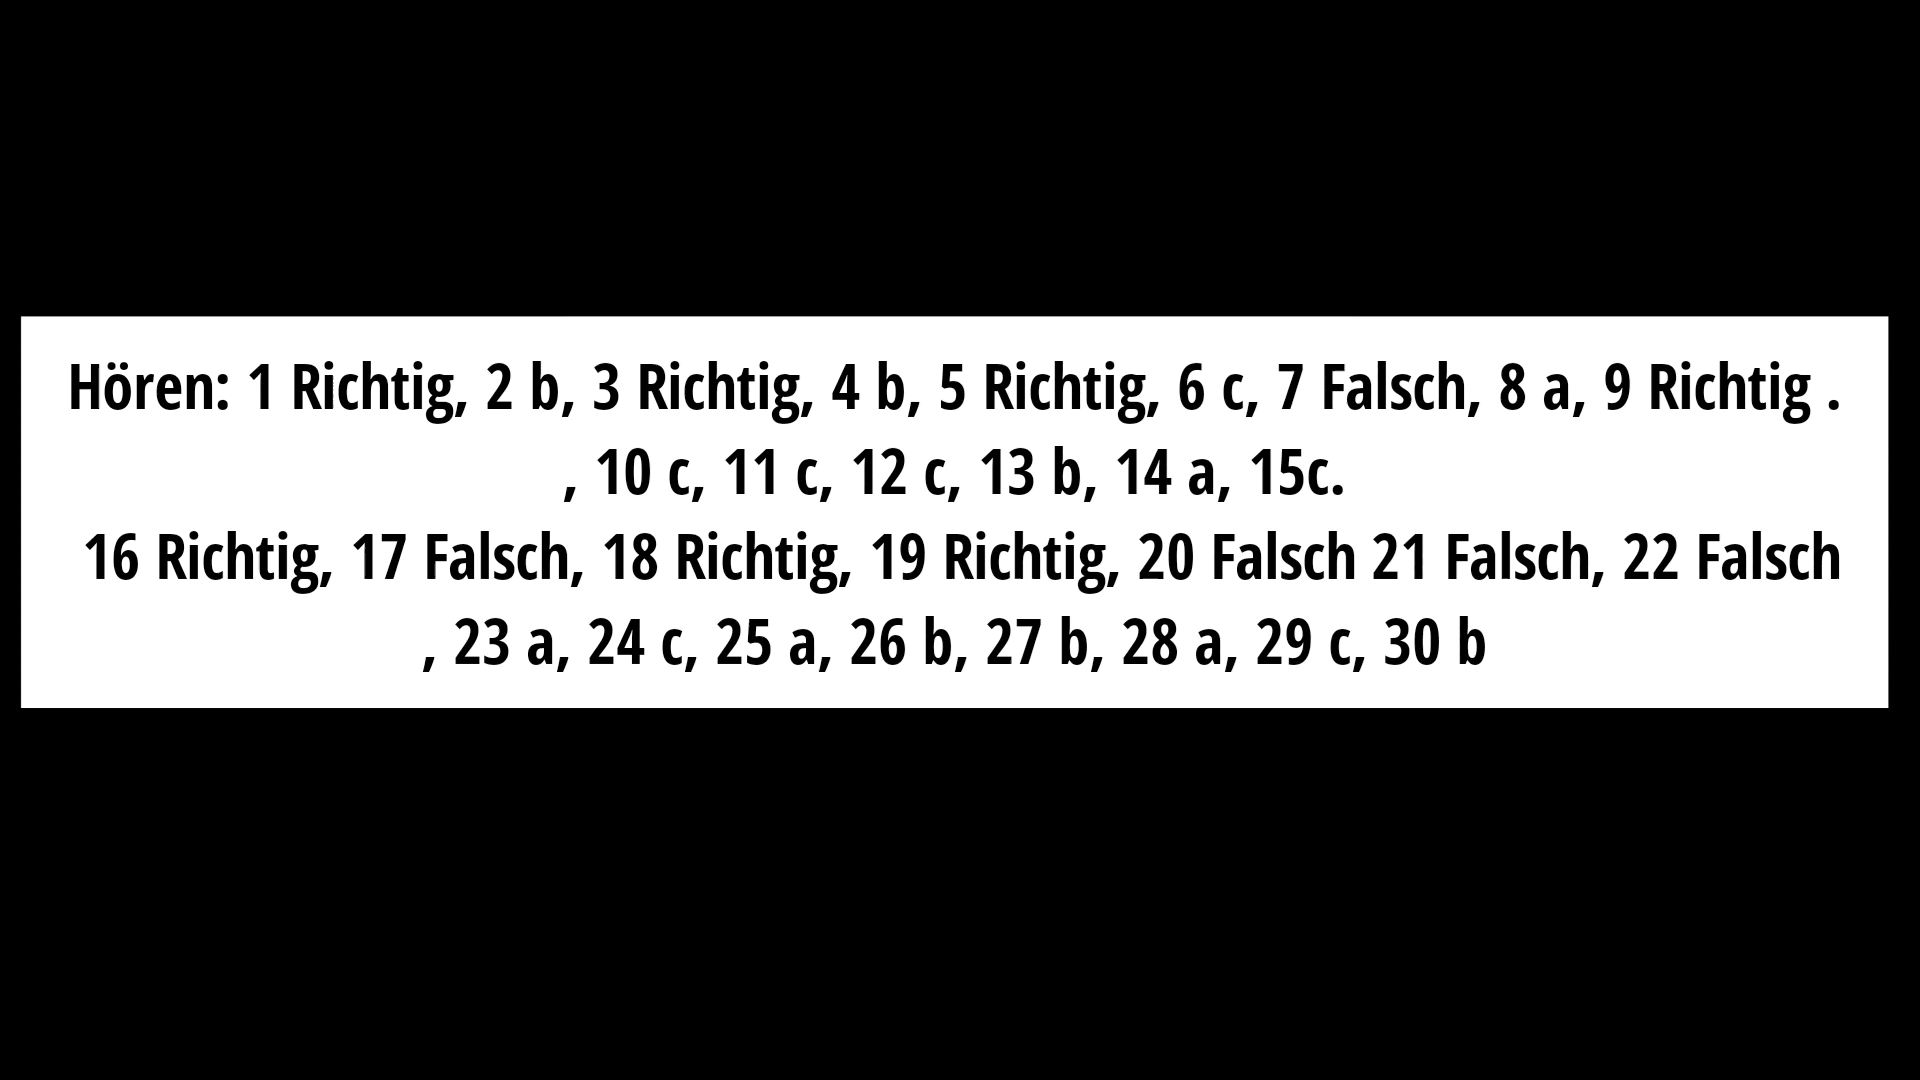 Hören: 1 Richtig, 2 b, 3 Richtig, 4 b, 5 Richtig, 6 c, 7 Falsch, 8 a, 9 Richtig .
, 10 c, 11 c, 12 c, 13 b, 14 a, 15c.
16 Richtig, 17 Falsch, 18 Richtig, 19 Richtig, 20 Falsch 21 Falsch, 22 Falsch
, 23 a, 24 c, 25 a, 26 b, 27 b, 28 a, 29 c, 30 b